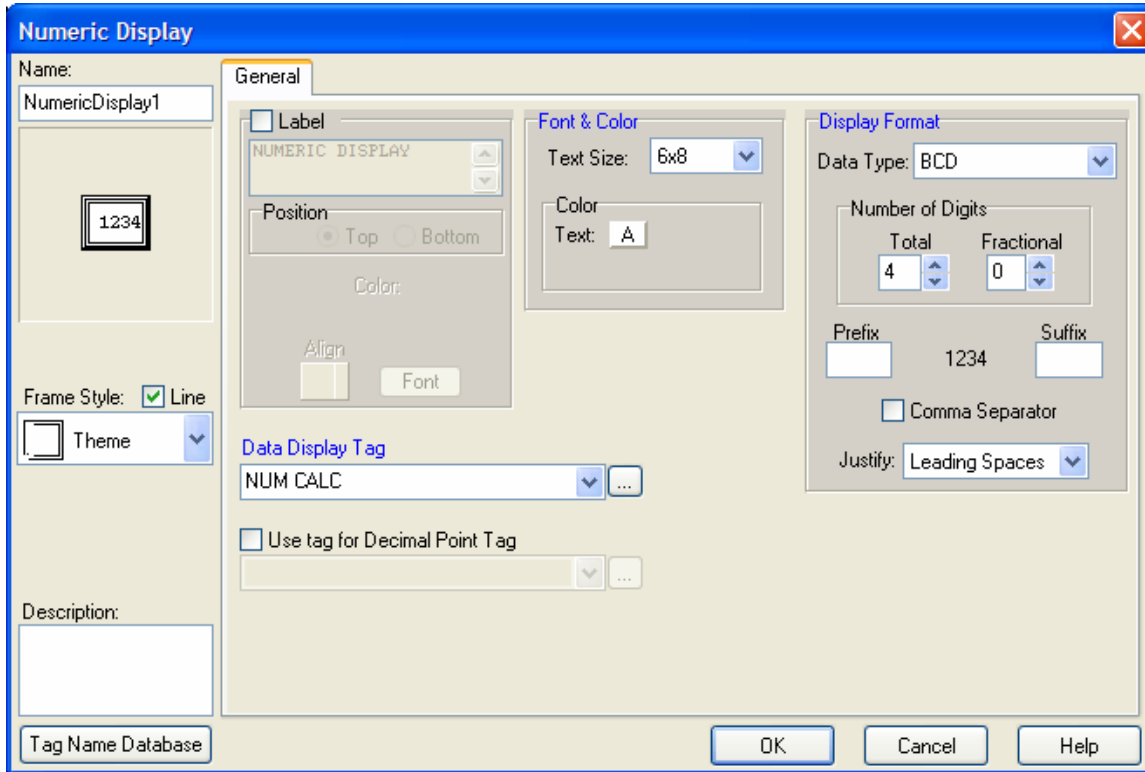 Numeric Display
Name:
NumericDisplay1
1234
Frame Style: Line
Theme
Description:
Tag Name Database
General
Label
NUMERIC DISPLAY
Position
Top Bottom
Color:
Align
Font
Font & Color
Text Size: 6x8
Color
Text: A
Display Format
Data Type: BCD
Number of Digits
Total Fractional
4 0
Prefix Suffix
1234
Comma Separator
Justify: Leading Spaces
Data Display Tag
NUM CALC
...
Use tag for Decimal Point Tag
...
OK Cancel Help